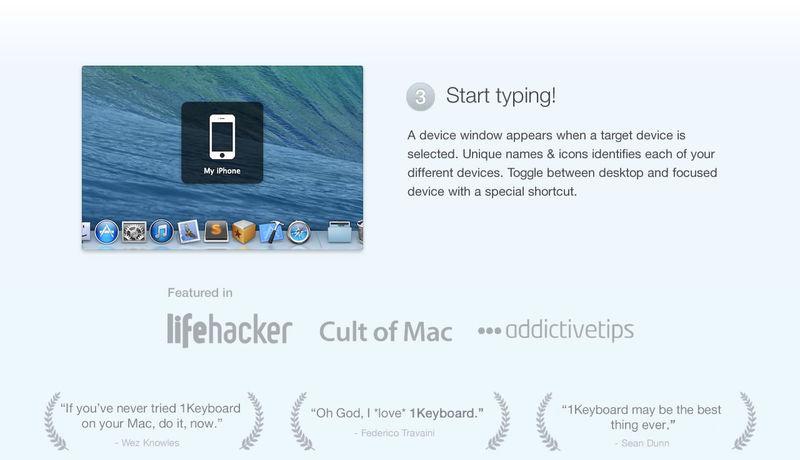 My iPhone
3 Start typing!
A device window appears when a target device is
selected. Unique names & icons identifies each of your
different devices. Toggle between desktop and focused
device with a special shortcut.
Featured in
lifehacker
Cult of Mac
addictivetips
“If you’ve never tried 1Keyboard
on your Mac, do it, now.”
- Wez Knowles
“Oh God, I *love* 1Keyboard.”
- Federico Travaini
“1Keyboard may be the best
thing ever.”
- Sean Dunn